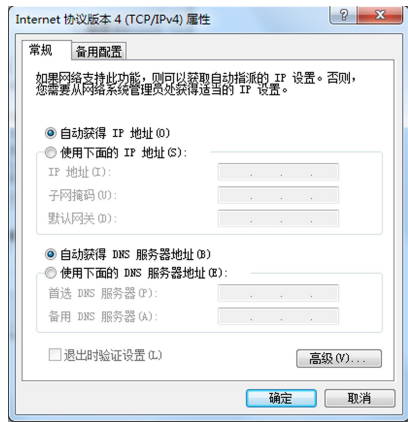 Internet 协议版本 4 (TCP/IPv4) 属性
常规 备用配置
如果网络支持此功能，则可以获取自动指派的 IP 设置。否则，
您需要从网络系统管理员处获得适当的 IP 设置。
自动获得 IP 地址(O)
使用下面的 IP 地址(S):
IP 地址(I):
子网掩码(U):
默认网关(D):
自动获得 DNS 服务器地址(B)
使用下面的 DNS 服务器地址(E):
首选 DNS 服务器(P):
备用 DNS 服务器(A):
退出时验证设置(L)
高级(V)...
确定 取消